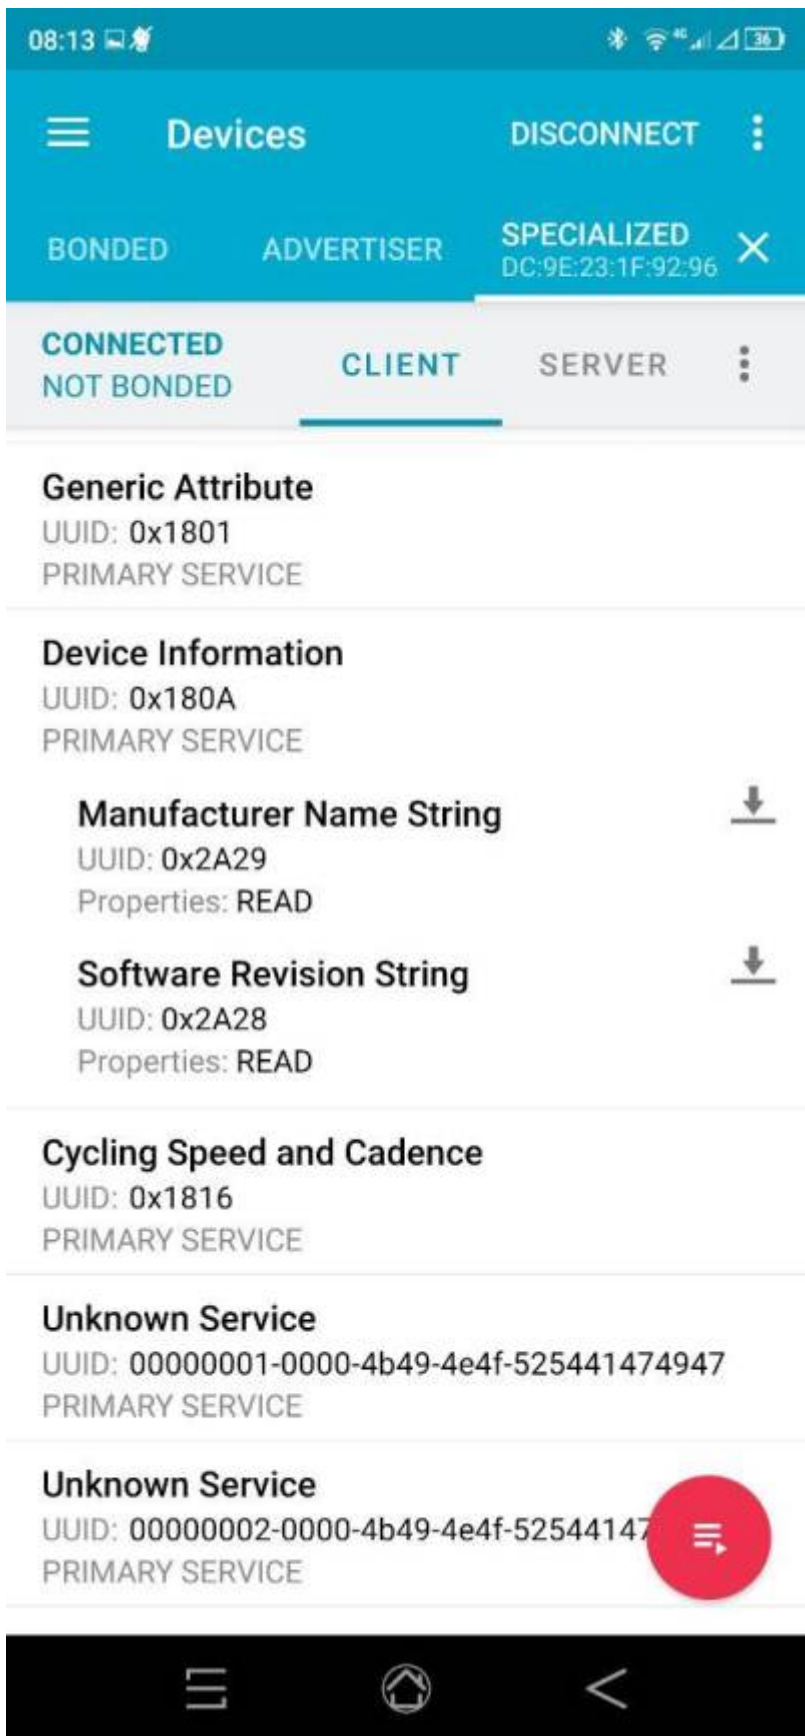 08:13
4G
36
Devices
DISCONNECT
BONDED
ADVERTISER
SPECIALIZED
DC:9E:23:1F:92:96
CONNECTED
NOT BONDED
CLIENT
SERVER
Generic Attribute
UUID: 0x1801
PRIMARY SERVICE
Device Information
UUID: 0x180A
PRIMARY SERVICE
Manufacturer Name String
UUID: 0x2A29
Properties: READ
Software Revision String
UUID: 0x2A28
Properties: READ
Cycling Speed and Cadence
UUID: 0x1816
PRIMARY SERVICE
Unknown Service
UUID: 00000001-0000-4b49-4e4f-525441474947
PRIMARY SERVICE
Unknown Service
UUID: 00000002-0000-4b49-4e4f-52544147
PRIMARY SERVICE